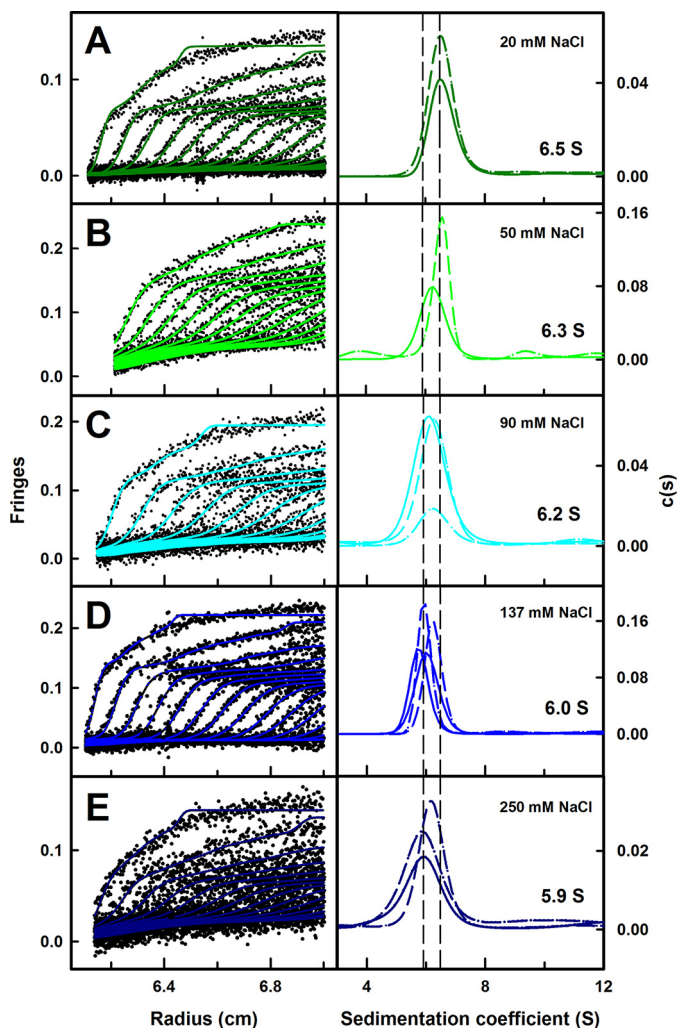 A
20 mM NaCl
0.1
0.04
6.5 S
0.0
0.00
B
50 mM NaCl
0.16
0.2
0.08
0.1
6.3 S
0.00
0.0
C
90 mM NaCl
0.2
0.04
0.1
6.2 S
0.00
0.0
D
137 mM NaCl
0.2
0.16
0.08
0.1
6.0 S
0.00
0.0
E
250 mM NaCl
0.1
0.02
5.9 S
0.0
0.00
Fringes
c(s)
6.4 6.8
4 8 12
Radius (cm)
Sedimentation coefficient (S)